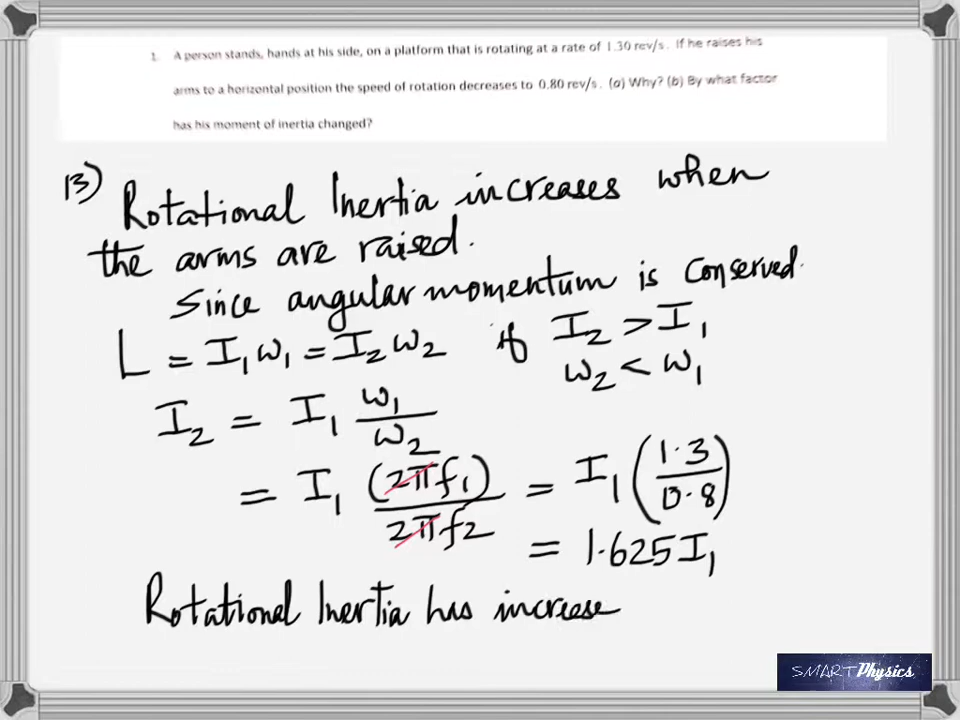 1. A person stands, hands at his side, on a platform that is rotating at a rate of 1.30 rev/s. If he raises his
arms to a horizontal position the speed of rotation decreases to 0.80 rev/s. (a) Why? (b) By what factor
has his moment of inertia changed?
13) Rotational Inertia increases when
the arms are raised.
Since angular momentum is conserved.
L = I₁ω₁ = I₂ω₂ if I₂ > I₁
ω₂ < ω₁
I₂ = I₁ ω₁/ω₂
= I₁ (2πf₁)/2πf2 = I₁ (1.3/0.8)
= 1.625I₁
Rotational Inertia has increase
SMART Physics